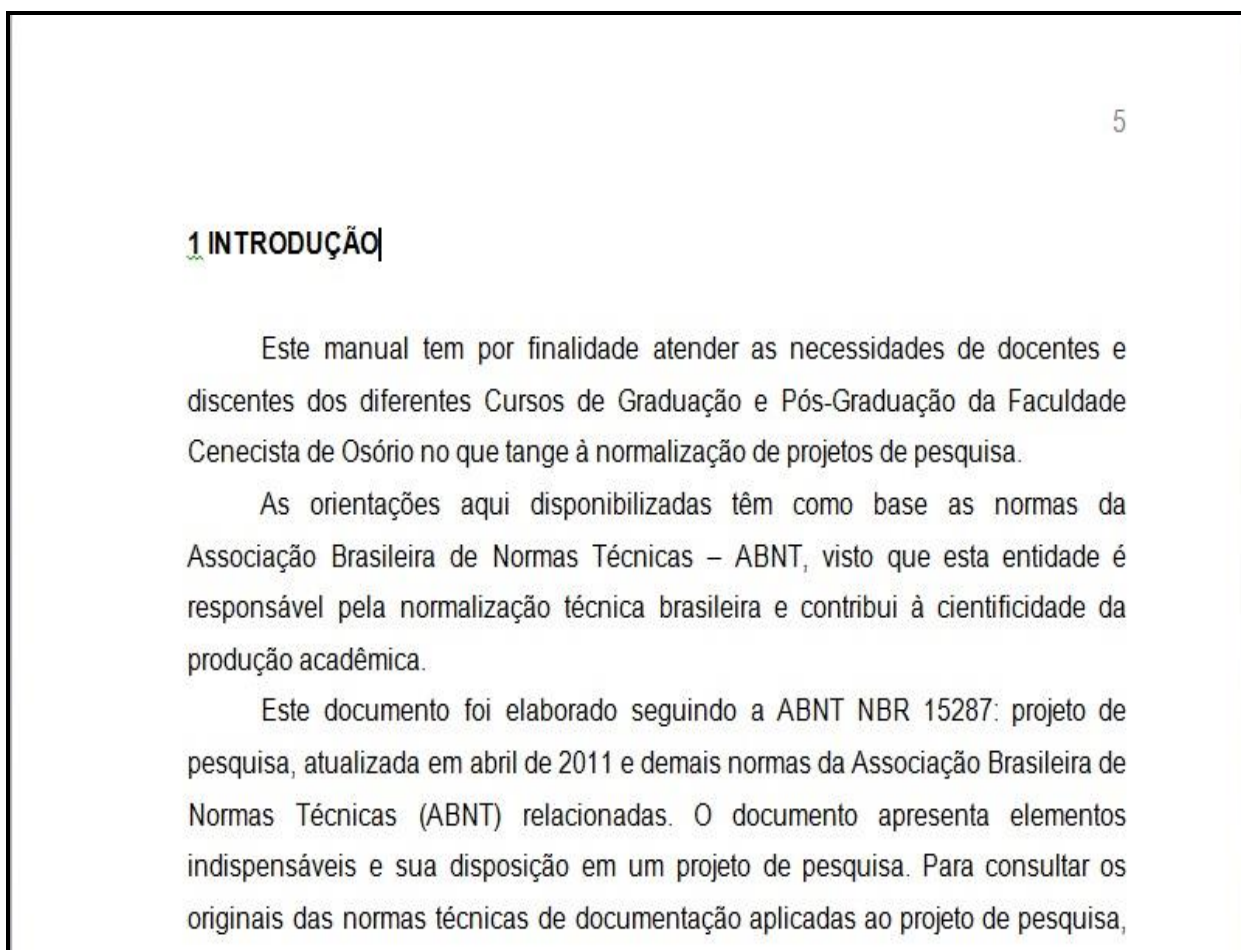 5
1 INTRODUÇÃO
Este manual tem por finalidade atender as necessidades de docentes e
discentes dos diferentes Cursos de Graduação e Pós-Graduação da Faculdade
Cenecista de Osório no que tange à normalização de projetos de pesquisa.
As orientações aqui disponibilizadas têm como base as normas da
Associação Brasileira de Normas Técnicas – ABNT, visto que esta entidade é
responsável pela normalização técnica brasileira e contribui à cientificidade da
produção acadêmica.
Este documento foi elaborado seguindo a ABNT NBR 15287: projeto de
pesquisa, atualizada em abril de 2011 e demais normas da Associação Brasileira de
Normas Técnicas (ABNT) relacionadas. O documento apresenta elementos
indispensáveis e sua disposição em um projeto de pesquisa. Para consultar os
originais das normas técnicas de documentação aplicadas ao projeto de pesquisa,